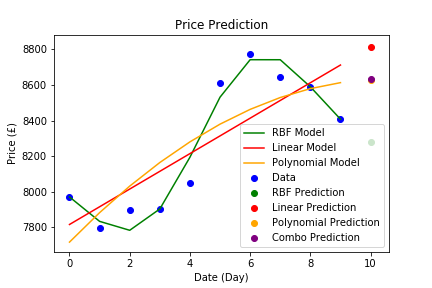 Price Prediction
Price (£)
8800
8600
8400
8200
8000
7800
RBF Model
Linear Model
Polynomial Model
Data
RBF Prediction
Linear Prediction
Polynomial Prediction
Combo Prediction
0
2
4
6
8
10
Date (Day)